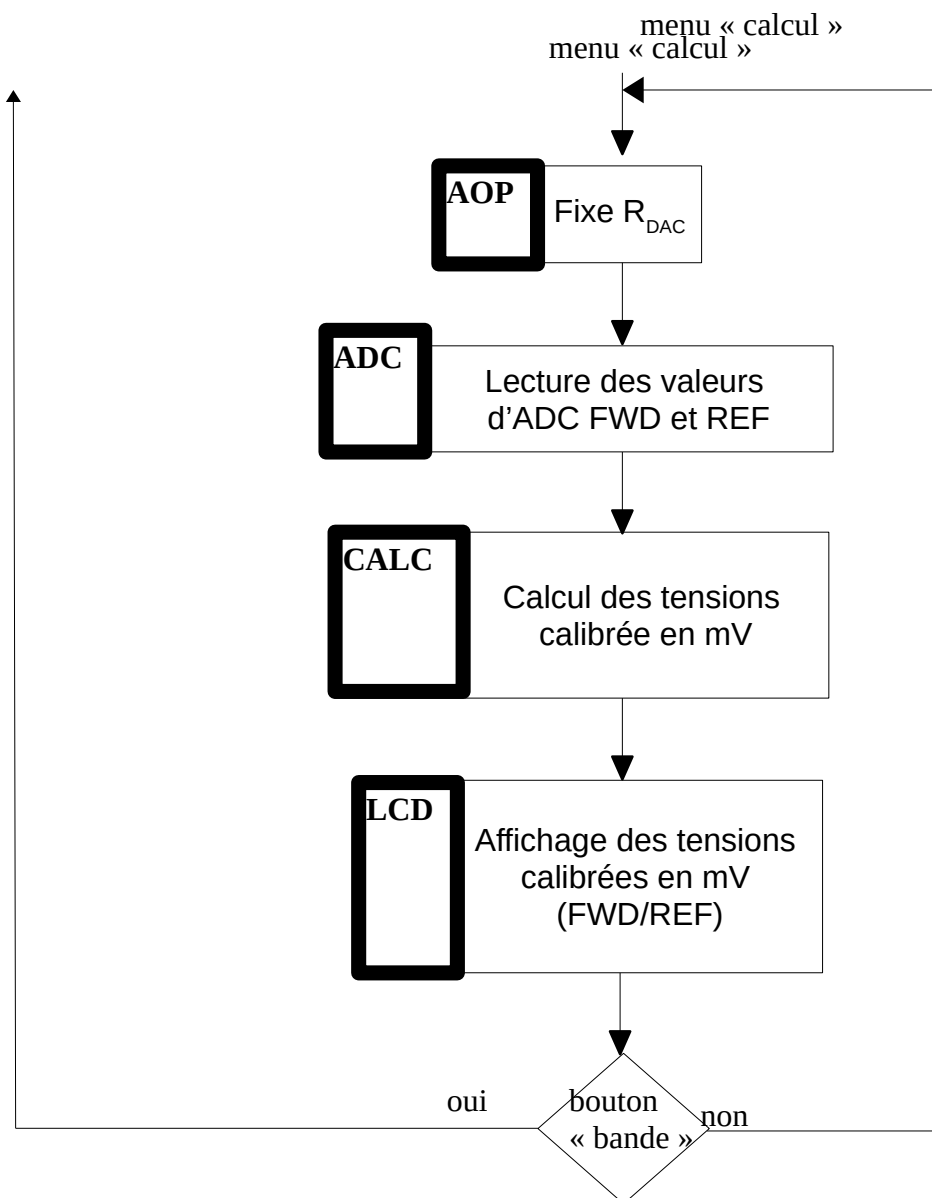 menu « calcul »
menu « calcul »
AOP
Fixe RDAC
ADC
Lecture des valeurs
d’ADC FWD et REF
CALC
Calcul des tensions
calibrée en mV
LCD
Affichage des tensions
calibrées en mV
(FWD/REF)
oui
bouton
« bande »
non